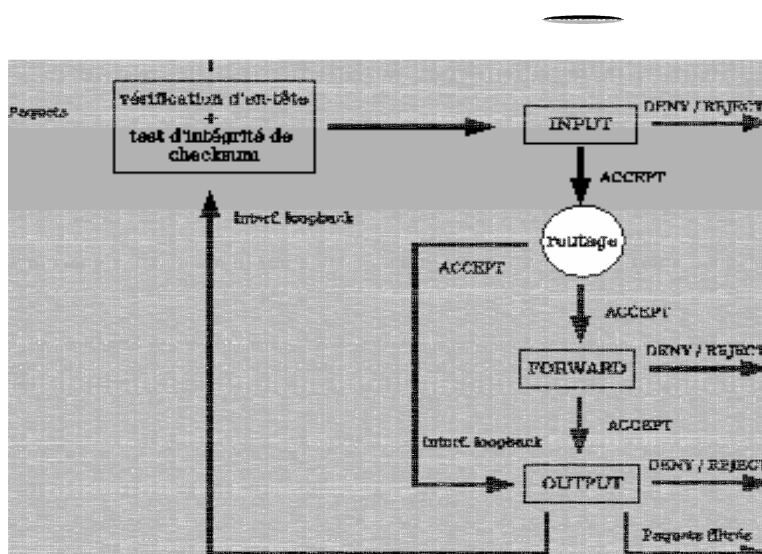 Paquets
vérification d'en-tête
+
test d'intégrité de
checksum
INPUT
DENY / REJECT
ACCEPT
Interf. loopback
routage
ACCEPT
ACCEPT
FORWARD
DENY / REJECT
ACCEPT
Interf. loopback
OUTPUT
DENY / REJECT
Paquets filtrés